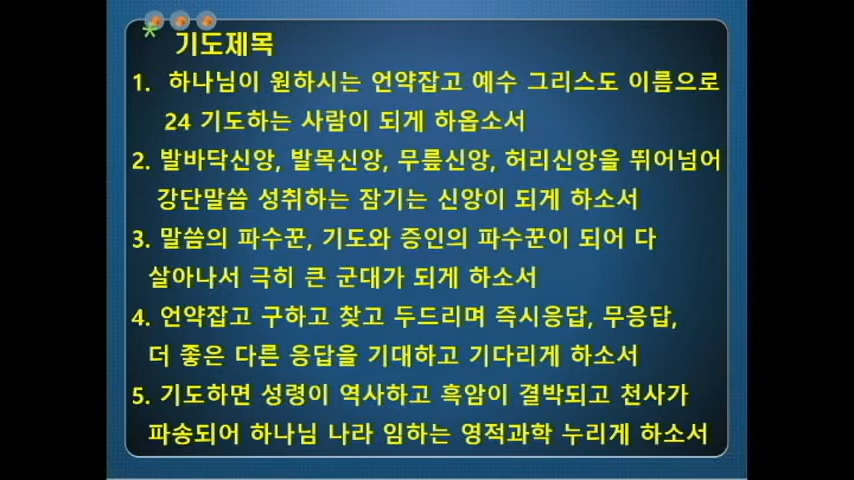 * 기도제목
1. 하나님이 원하시는 언약잡고 예수 그리스도 이름으로
24 기도하는 사람이 되게 하옵소서
2. 발바닥신앙, 발목신앙, 무릎신앙, 허리신앙을 뛰어넘어
강단말씀 성취하는 잠기는 신앙이 되게 하소서
3. 말씀의 파수꾼, 기도와 증인의 파수꾼이 되어 다
살아나서 극히 큰 군대가 되게 하소서
4. 언약잡고 구하고 찾고 두드리며 즉시응답, 무응답,
더 좋은 다른 응답을 기대하고 기다리게 하소서
5. 기도하면 성령이 역사하고 흑암이 결박되고 천사가
파송되어 하나님 나라 임하는 영적과학 누리게 하소서